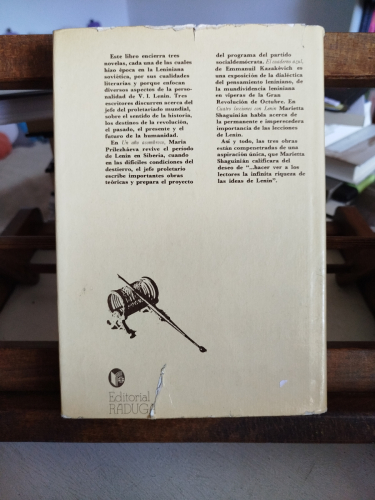 Este libro encierra tres
novelas, cada una de las cuales
hizo época en la Leniniana
soviética, por sus cualidades
literarias y porque enfocan
diversos aspectos de la perso-
nalidad de V. I. Lenin. Tres
escritores discurren acerca del
jefe del proletariado mundial,
sobre el sentido de la historia,
los destinos de la revolución,
el pasado, el presente y el
futuro de la humanidad.
En Un año asombroso, María
Prilezháeva revive el período
de Lenin en Siberia, cuando
en las difíciles condiciones del
destierro, el jefe proletario
escribe importantes obras
teóricas y prepara el proyecto
del programa del partido
socialdemócrata. El cuaderno azul,
de Emmanuil Kazakévich es
una exposición de la dialéctica
del pensamiento leniniano, de
la mundividencia leniniana
en vísperas de la Gran
Revolución de Octubre. En
Cuatro lecciones con Lenin Marietta
Shaguinián habla acerca de
la permanente e imperecedera
importancia de las lecciones
de Lenin.
Así y todo, las tres obras
están compenetradas de una
aspiración única, que Marietta
Shaguinián calificara del
deseo de "...hacer ver a los
lectores la infinita riqueza de
las ideas de Lenin".
Editorial
RADUGA